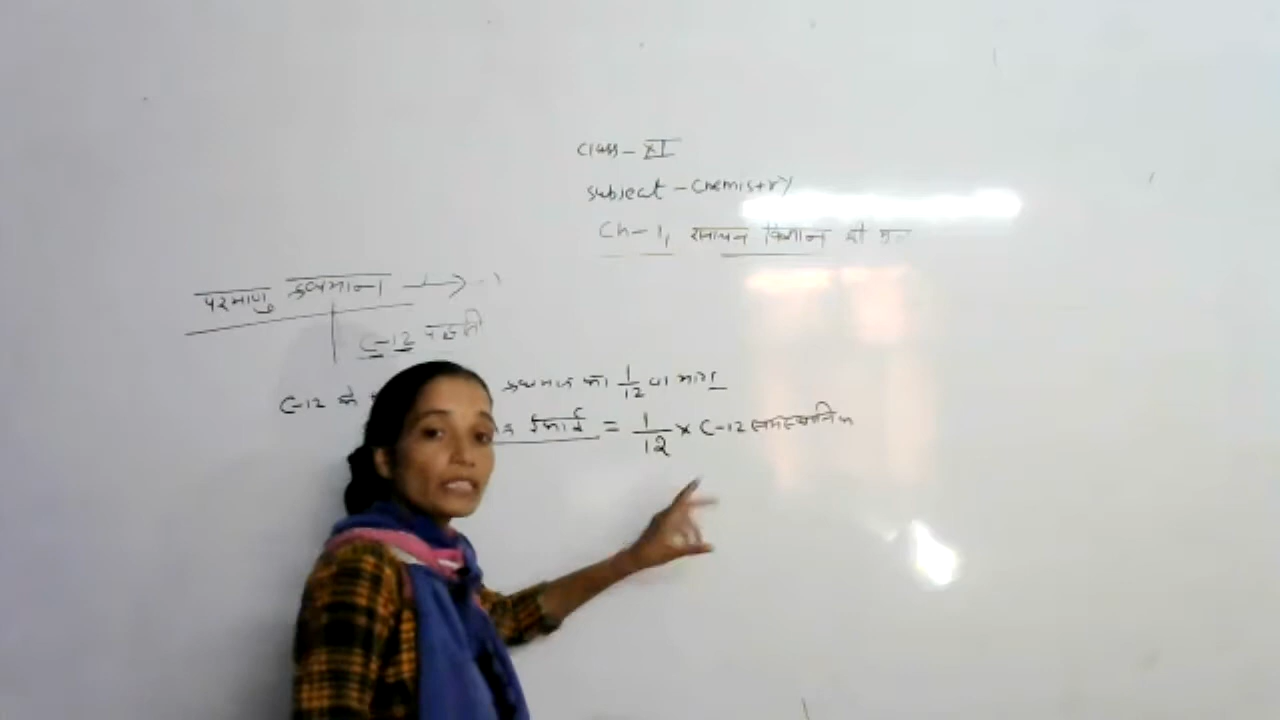 Class - XI
Subject - Chemistry
Ch-1, रसायन विज्ञान की
परमाणु द्रव्यमान →
C-12 पद्धति
C-12 के द्रव्यमान का 1/12 वा भाग
इकाई = 1/12 × C-12 समस्थानिक